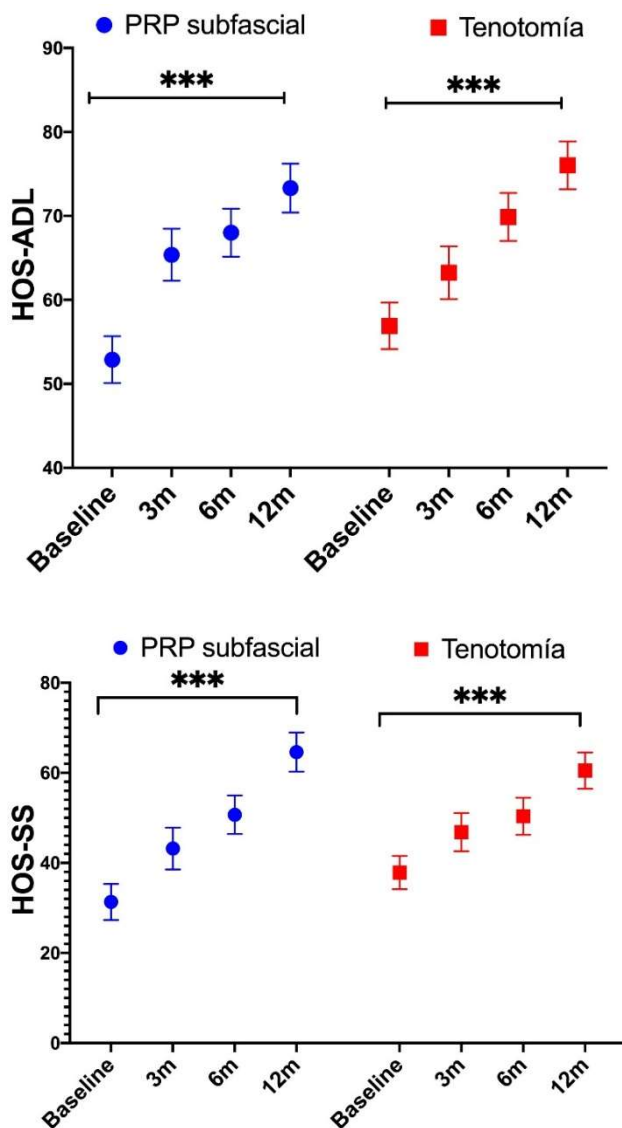 PRP subfascial Tenotomía
90
*** ***
80
70
HOS-ADL
60
50
40
Baseline 3m 6m 12m Baseline 3m 6m 12m
PRP subfascial Tenotomía
80
*** ***
60
HOS-SS
40
20
0
Baseline 3m 6m 12m Baseline 3m 6m 12m